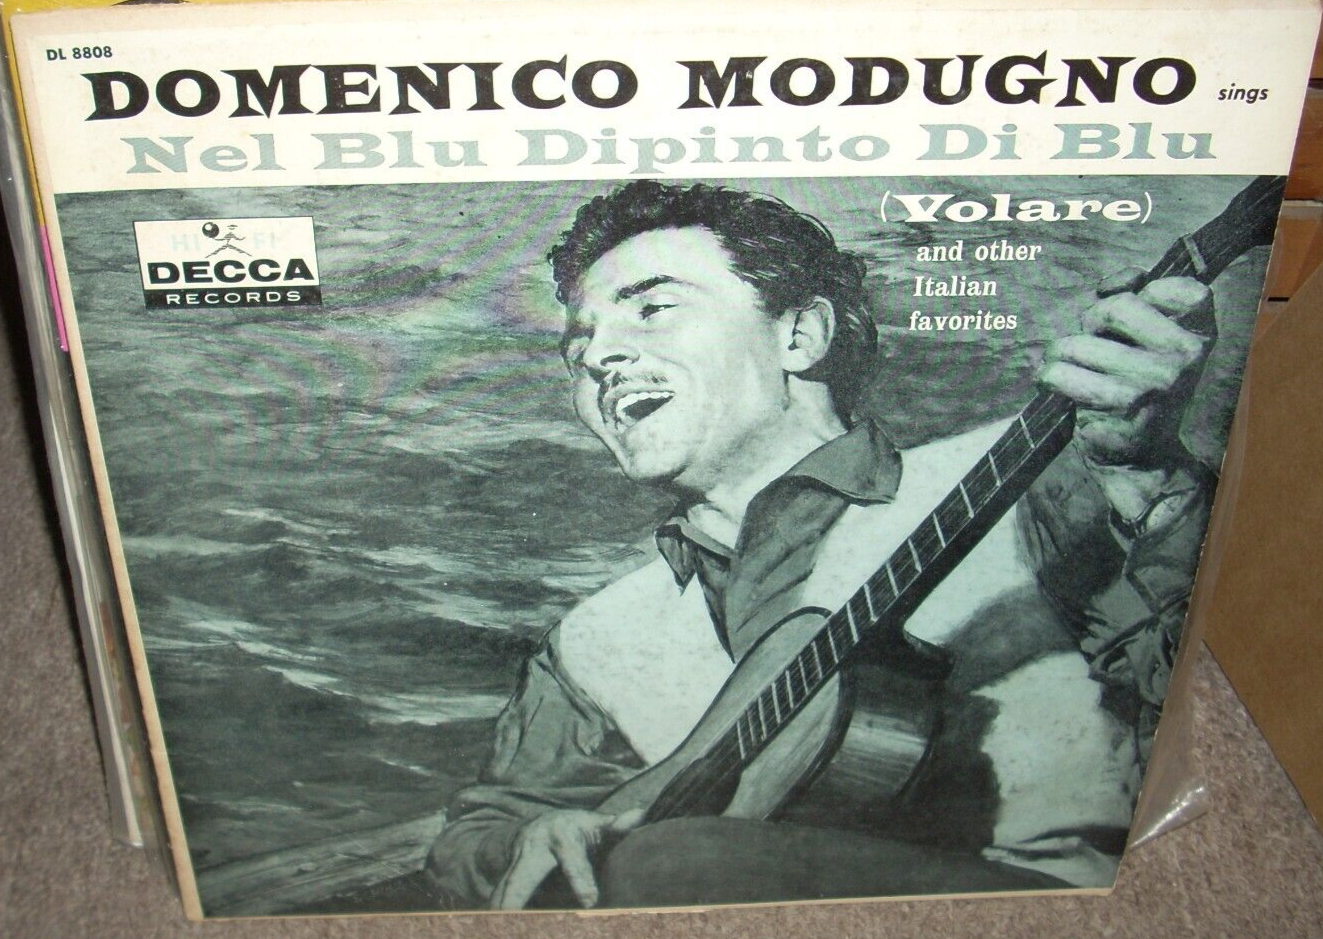 DL 8808
DOMENICO MODUGNO sings
Nel Blu Dipinto Di Blu
(Volare)
and other
Italian
favorites
HI FI
DECCA
RECORDS